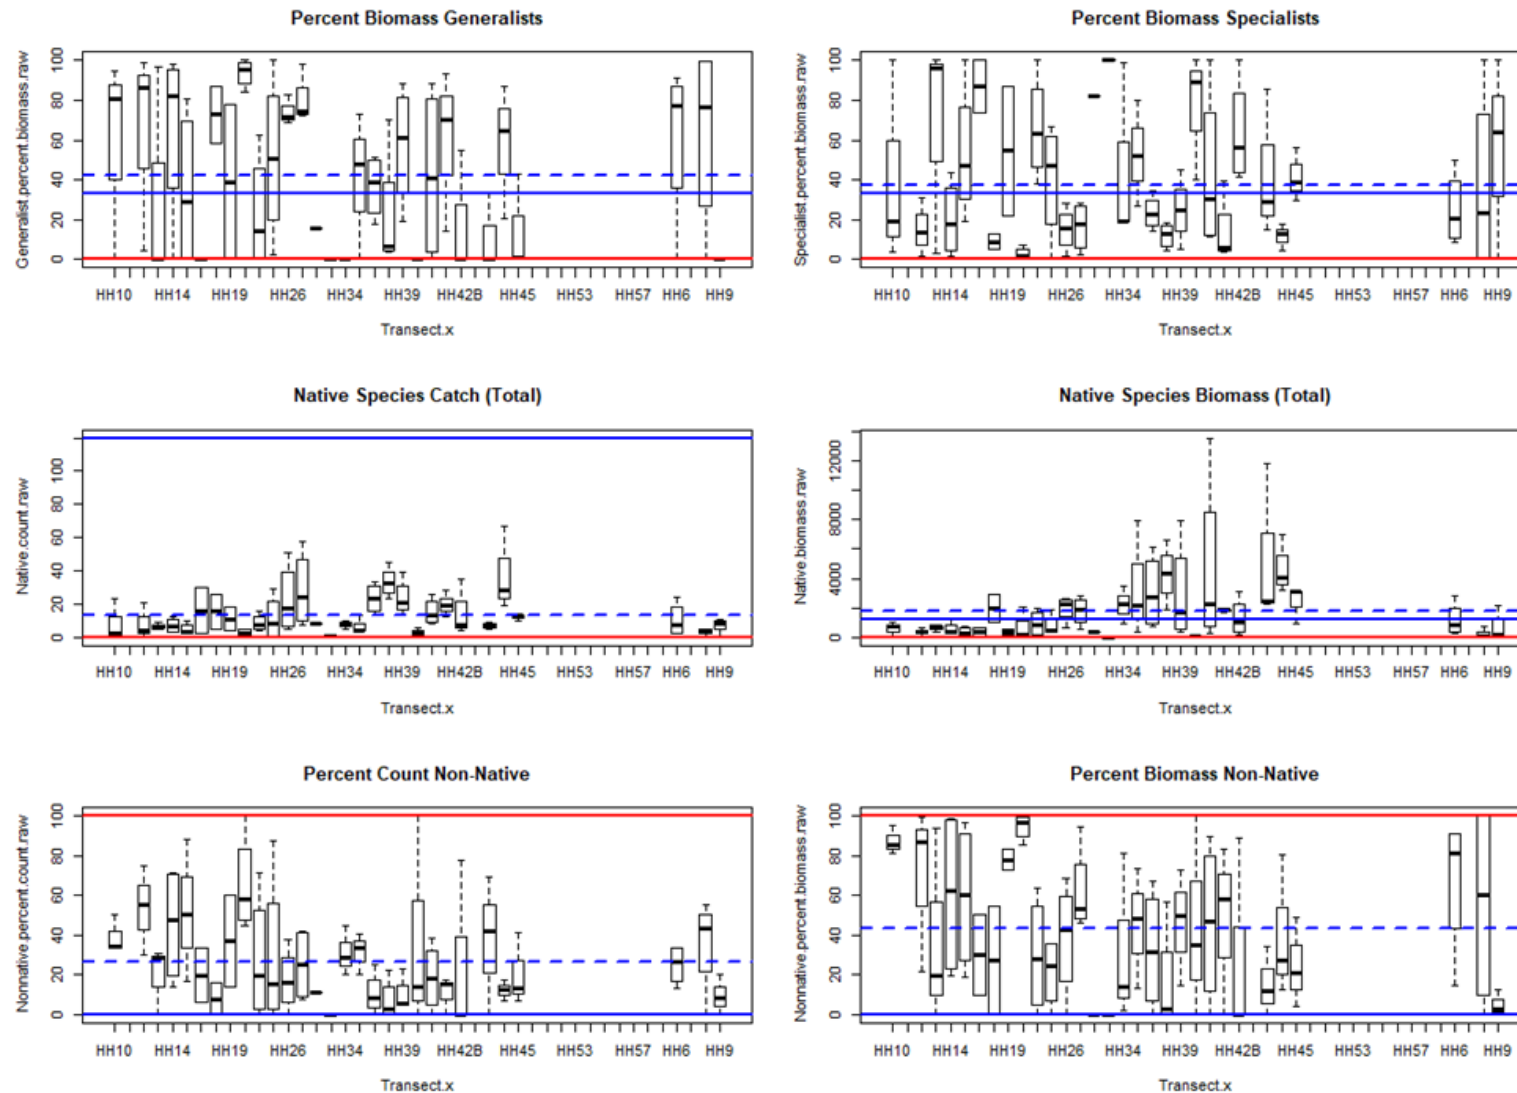 Percent Biomass Generalists
Generalist.percent.biomass.raw
0 20 40 60 80 100
HH10 HH14 HH19 HH26 HH34 HH39 HH42B HH45 HH53 HH57 HH6 HH9
Transect.x
Percent Biomass Specialists
Specialist.percent.biomass.raw
0 20 40 60 80 100
HH10 HH14 HH19 HH26 HH34 HH39 HH42B HH45 HH53 HH57 HH6 HH9
Transect.x
Native Species Catch (Total)
Native.count.raw
0 20 40 60 80 100
HH10 HH14 HH19 HH26 HH34 HH39 HH42B HH45 HH53 HH57 HH6 HH9
Transect.x
Native Species Biomass (Total)
Native.biomass.raw
0 4000 8000 12000
HH10 HH14 HH19 HH26 HH34 HH39 HH42B HH45 HH53 HH57 HH6 HH9
Transect.x
Percent Count Non-Native
Nonnative.percent.count.raw
0 20 40 60 80 100
HH10 HH14 HH19 HH26 HH34 HH39 HH42B HH45 HH53 HH57 HH6 HH9
Transect.x
Percent Biomass Non-Native
Nonnative.percent.biomass.raw
0 20 40 60 80 100
HH10 HH14 HH19 HH26 HH34 HH39 HH42B HH45 HH53 HH57 HH6 HH9
Transect.x